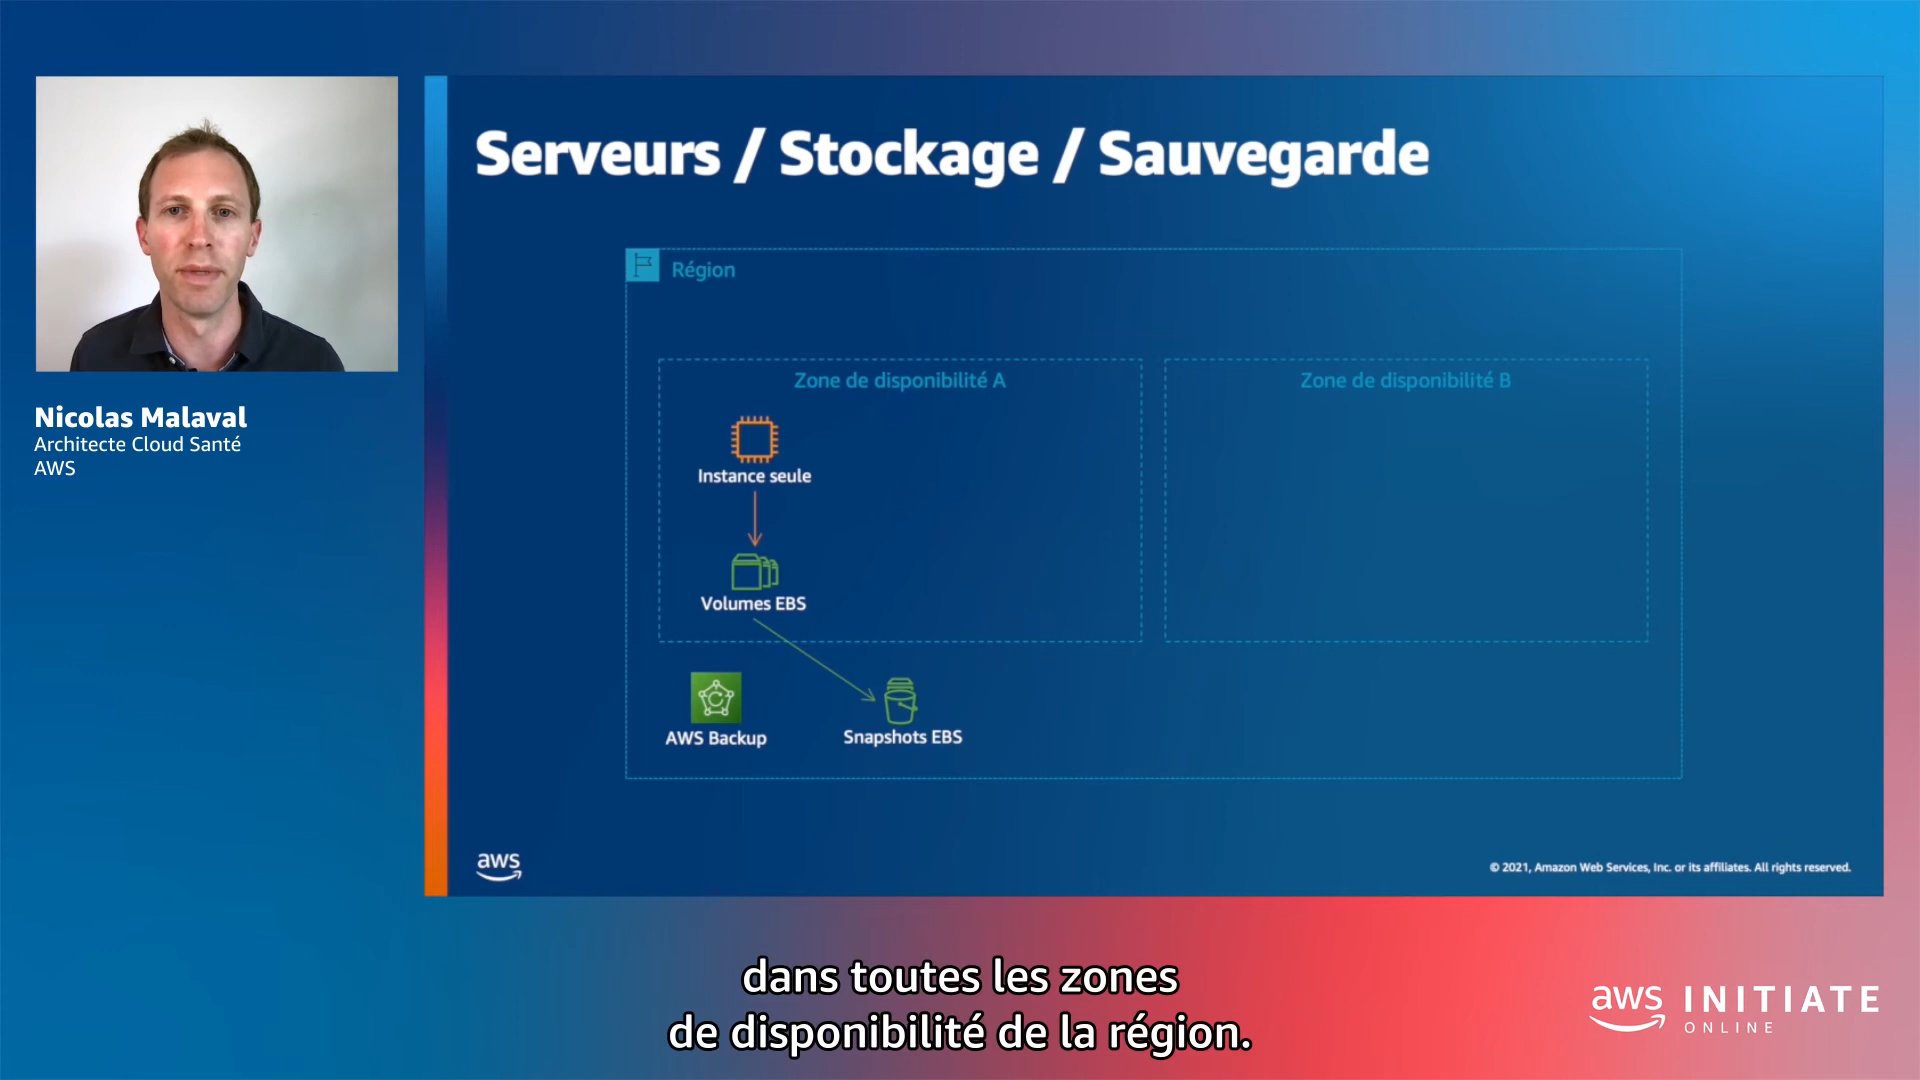 Serveurs / Stockage / Sauvegarde
Région
Zone de disponibilité A
Zone de disponibilité B
Instance seule
Volumes EBS
AWS Backup
Snapshots EBS
aws
© 2021, Amazon Web Services, Inc. or its affiliates. All rights reserved.
Nicolas Malaval
Architecte Cloud Santé
AWS
dans toutes les zones
de disponibilité de la région.
aws INITIATE
ONLINE